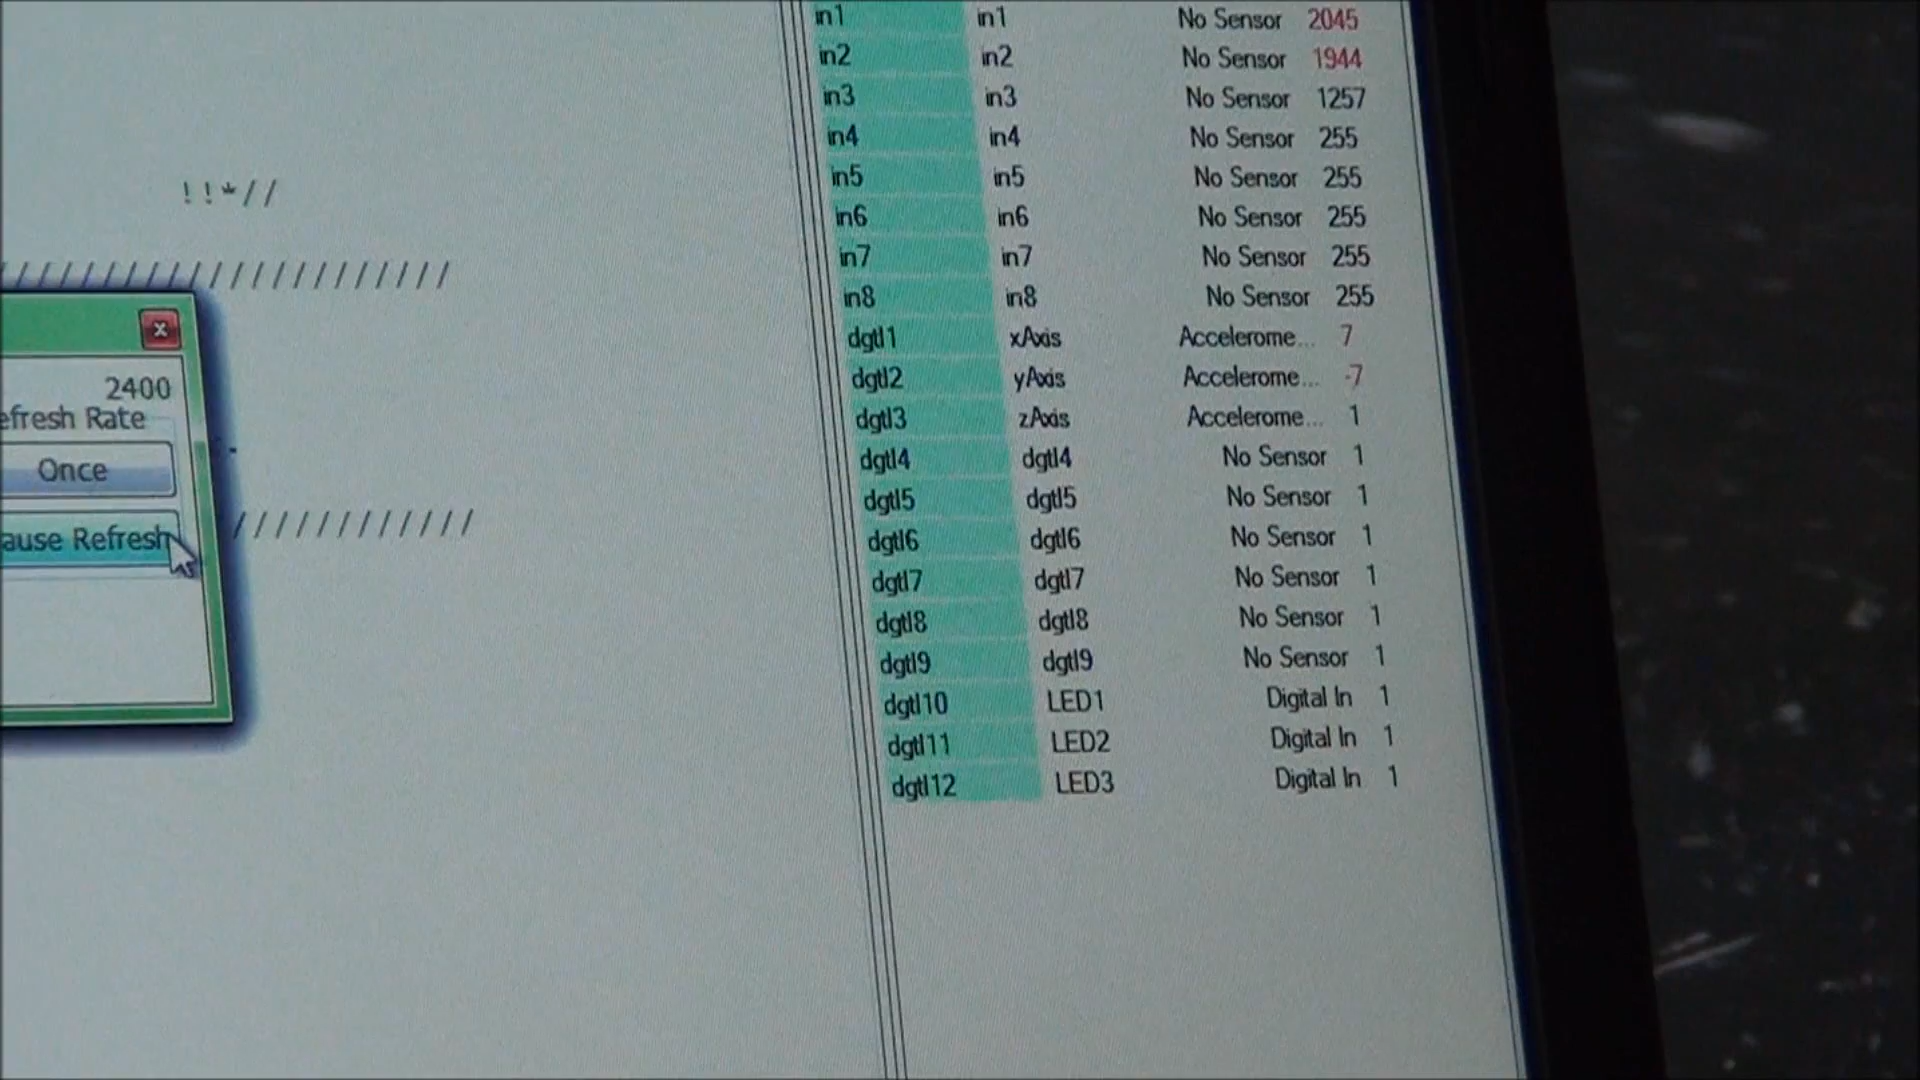 in1 in1 No Sensor 2045
in2 in2 No Sensor 1944
in3 in3 No Sensor 1257
in4 in4 No Sensor 255
in5 in5 No Sensor 255
in6 in6 No Sensor 255
in7 in7 No Sensor 255
in8 in8 No Sensor 255
dgtl1 xAxis Accelerome... 7
dgtl2 yAxis Accelerome... -7
dgtl3 zAxis Accelerome... 1
dgtl4 dgtl4 No Sensor 1
dgtl5 dgtl5 No Sensor 1
dgtl6 dgtl6 No Sensor 1
dgtl7 dgtl7 No Sensor 1
dgtl8 dgtl8 No Sensor 1
dgtl9 dgtl9 No Sensor 1
dgtl10 LED1 Digital In 1
dgtl11 LED2 Digital In 1
dgtl12 LED3 Digital In 1
!!*//
/////////////////////
2400
efresh Rate
Once
ause Refresh
////////////